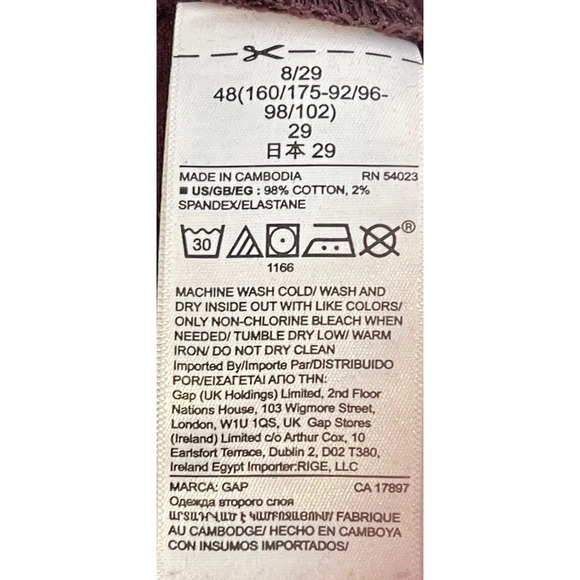 8/29
48(160/175-92/96-
98/102)
29
日本 29
MADE IN CAMBODIA RN 54023
US/GB/EG : 98% COTTON, 2%
SPANDEX/ELASTANE
30 ®
1166
MACHINE WASH COLD/ WASH AND
DRY INSIDE OUT WITH LIKE COLORS/
ONLY NON-CHLORINE BLEACH WHEN
NEEDED/ TUMBLE DRY LOW/ WARM
IRON/ DO NOT DRY CLEAN
Imported By/Importe Par/DISTRIBUIDO
POR/ΕΙΣΑΓΕΤΑΙ ΑΠΟ ΤΗΝ:
Gap (UK Holdings) Limited, 2nd Floor
Nations House, 103 Wigmore Street,
London, W1U 1QS, UK Gap Stores
(Ireland) Limited c/o Arthur Cox, 10
Earlsfort Terrace, Dublin 2, D02 T380,
Ireland Egypt Importer:RIGE, LLC
MARCA: GAP CA 17897
Одежда второго слоя
ԱՐՏԱԴՐՎԱԾ Է ԿԱՄԲՈՋԱՅՈՒՄ/ FABRIQUE
AU CAMBODGE/ HECHO EN CAMBOYA
CON INSUMOS IMPORTADOS/